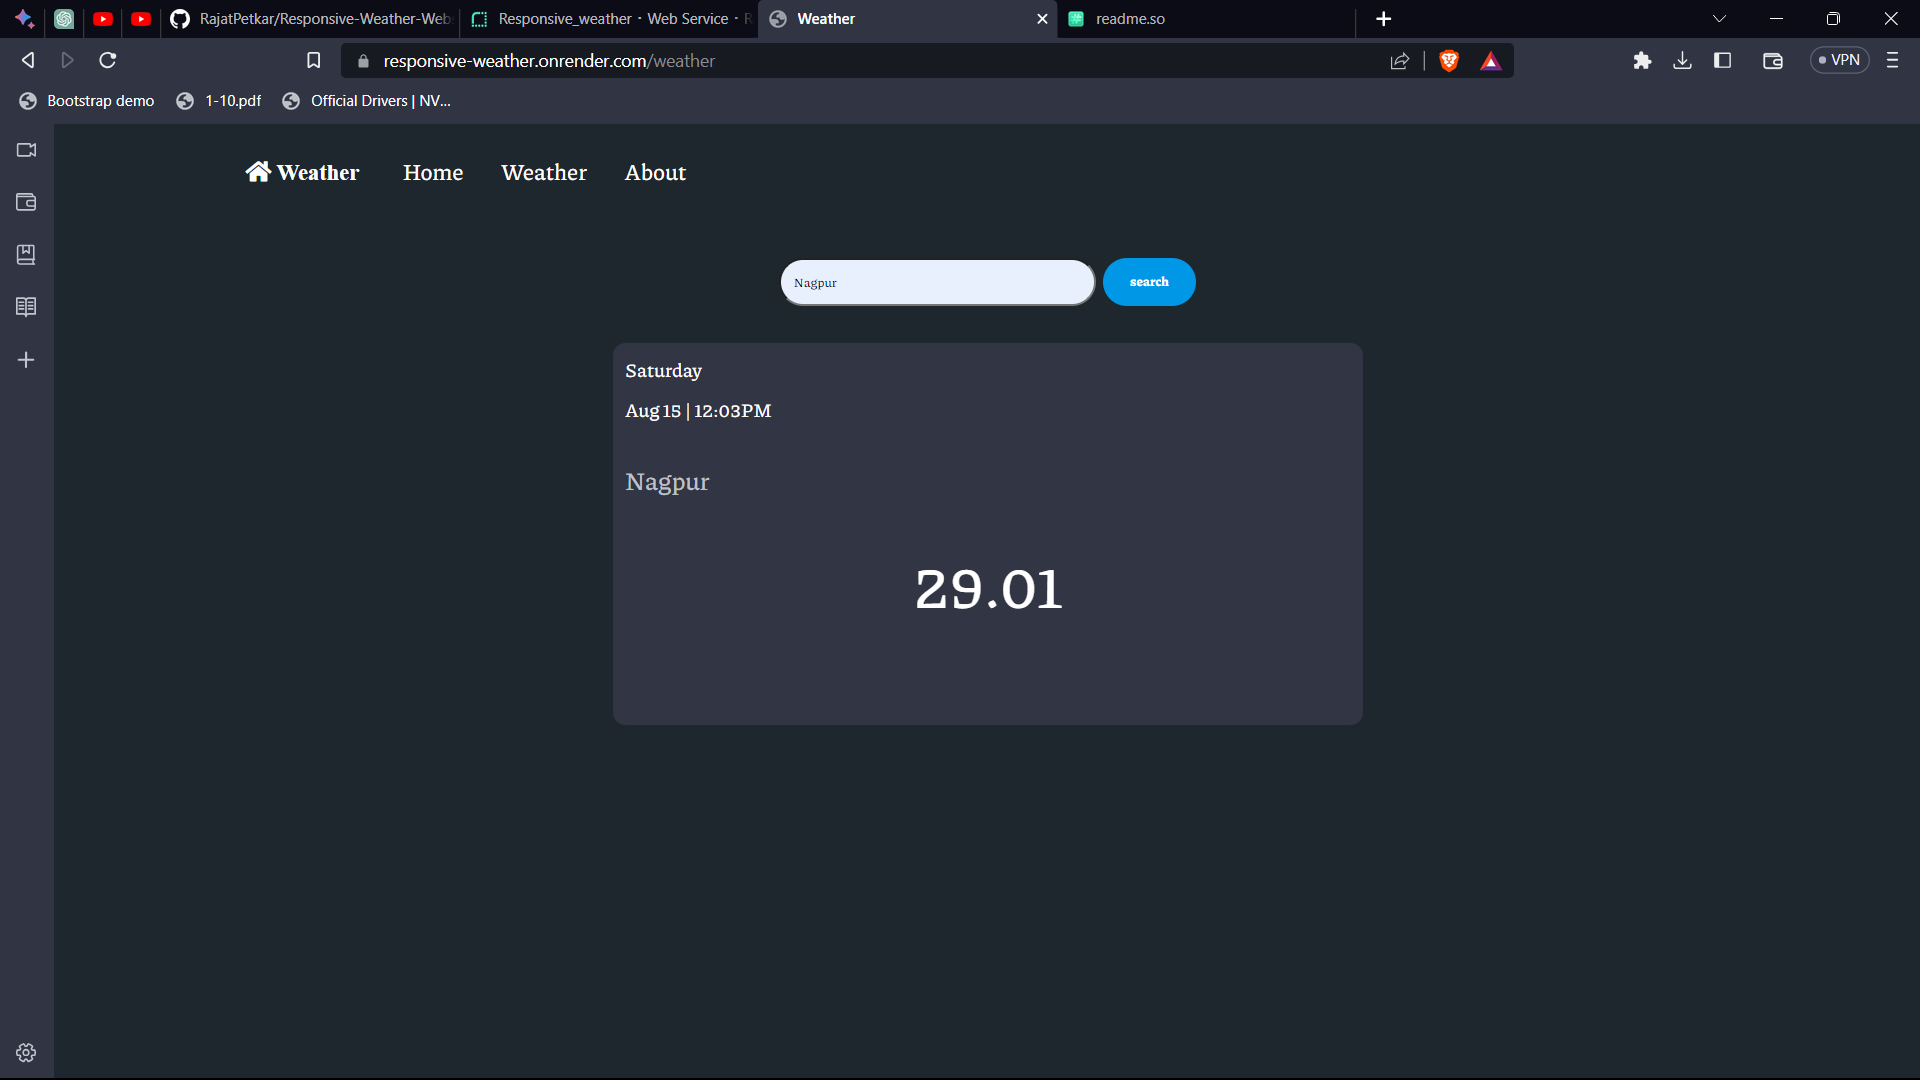 RajatPetkar/Responsive-Weather-Web
Responsive_weather · Web Service ·
Weather
readme.so
responsive-weather.onrender.com/weather
VPN
Bootstrap demo
1-10.pdf
Official Drivers | NV...
Weather
Home
Weather
About
Nagpur
search
Saturday
Aug 15 | 12:03PM
Nagpur
29.01